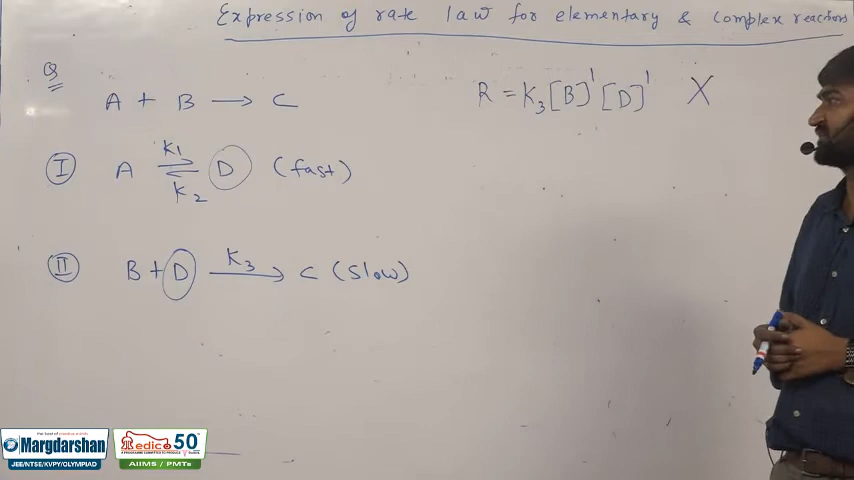 Expression of rate law for elementary & complex reactions
Q
A + B → C
R = K₃[B]¹[D]¹ X
I A ⇌ D (fast)
K₁
K₂
II B + D → C (slow)
K₃
Margdarshan
JEE/NTSE/KVPY/OLYMPIAD
Medico 50
AIIMS / PMTs